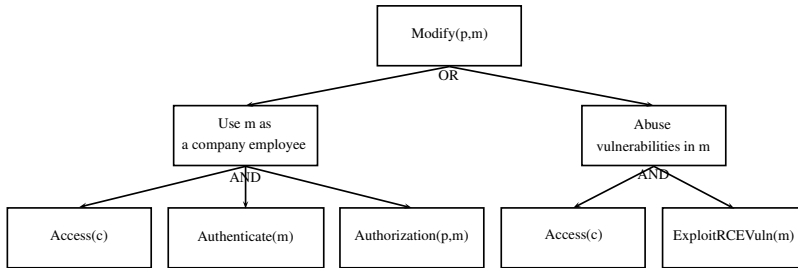 Modify(p,m)
OR
Use m as
a company employee
Abuse
vulnerabilities in m
AND
AND
Access(c)
Authenticate(m)
Authorization(p,m)
Access(c)
ExploitRCEVuln(m)